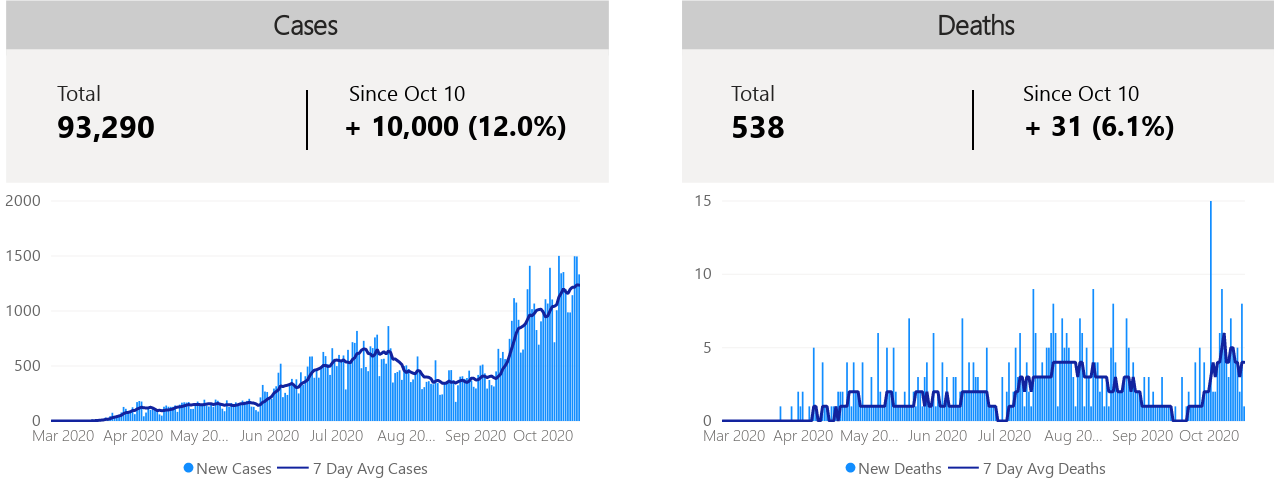 Cases
Total
Since Oct 10
93,290
+ 10,000 (12.0%)
2000
1500
1000
500
0
Mar 2020 Apr 2020 May 20... Jun 2020 Jul 2020 Aug 20... Sep 2020 Oct 2020
New Cases 7 Day Avg Cases
Deaths
Total
Since Oct 10
538
+ 31 (6.1%)
15
10
5
0
Mar 2020 Apr 2020 May 20... Jun 2020 Jul 2020 Aug 20... Sep 2020 Oct 2020
New Deaths 7 Day Avg Deaths